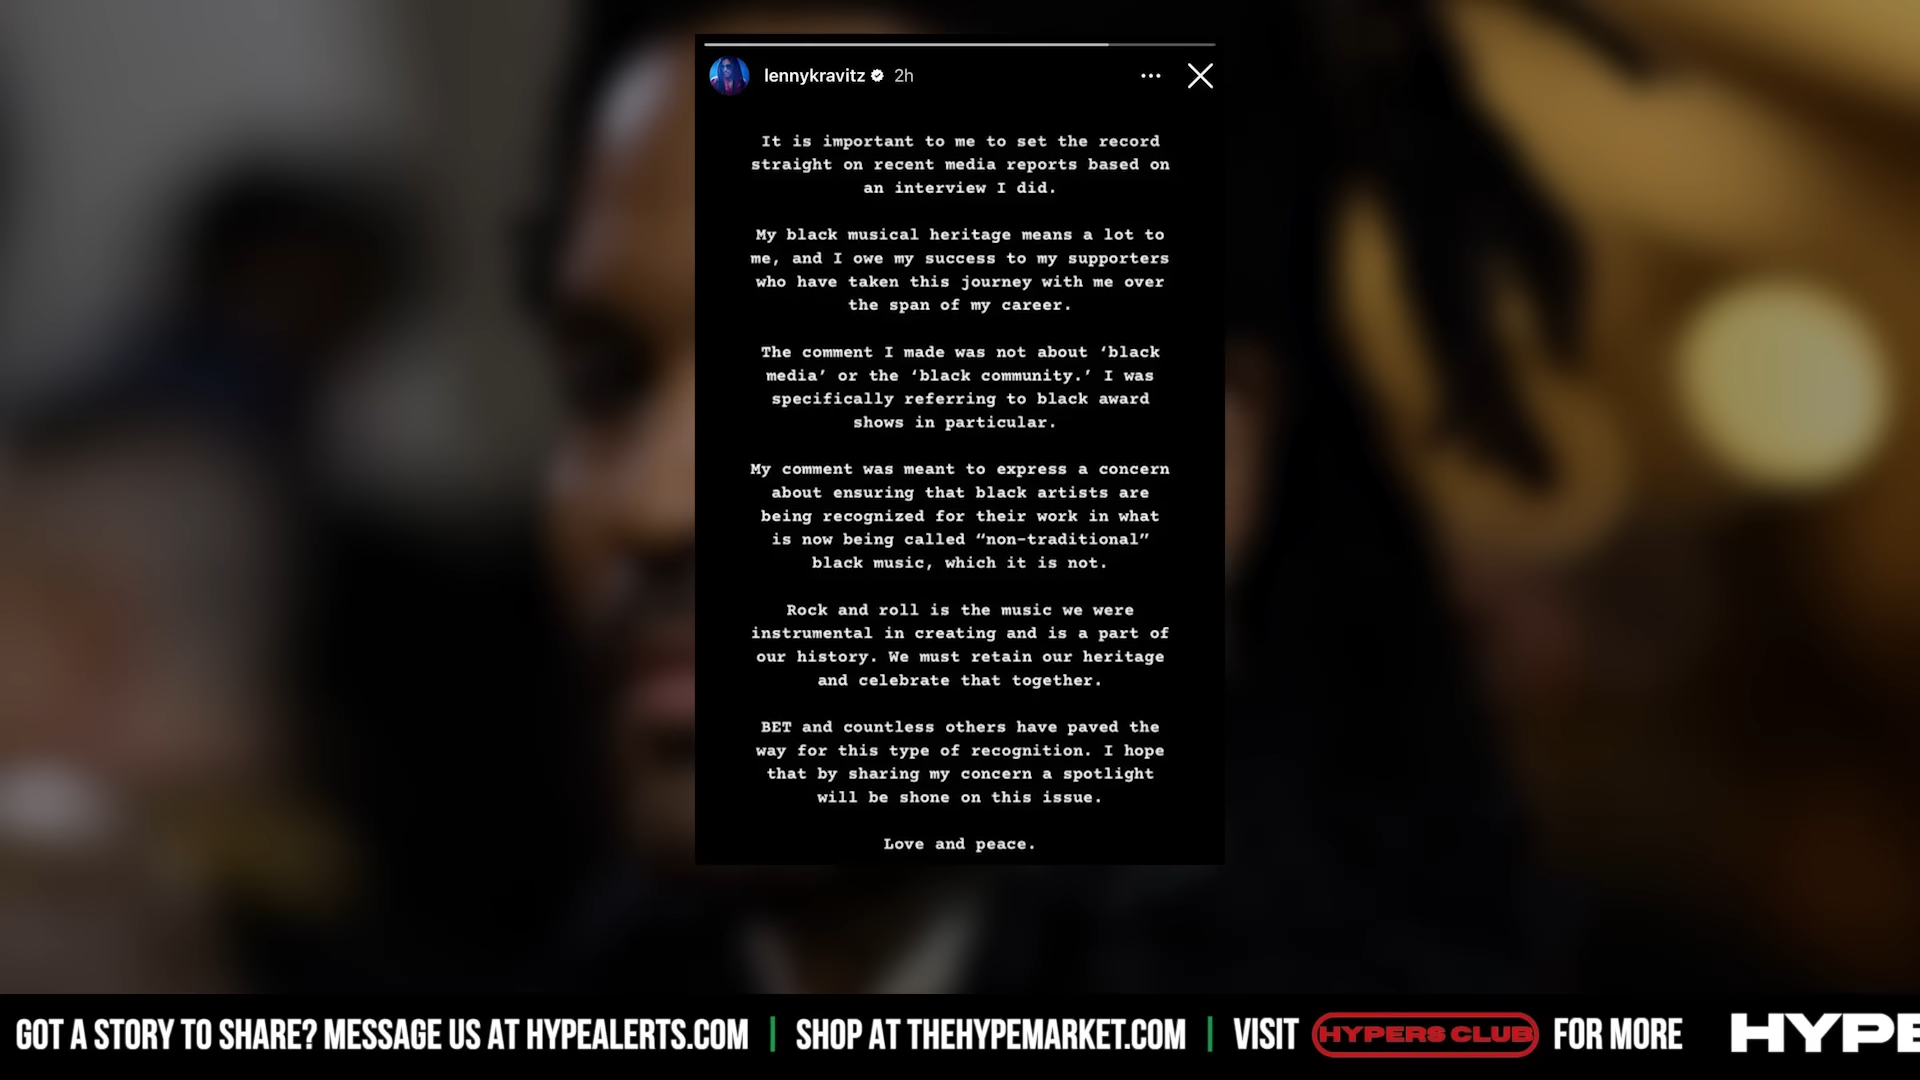 lennykravitz 2h
It is important to me to set the record
straight on recent media reports based on
an interview I did.
My black musical heritage means a lot to
me, and I owe my success to my supporters
who have taken this journey with me over
the span of my career.
The comment I made was not about ‘black
media’ or the ‘black community.’ I was
specifically referring to black award
shows in particular.
My comment was meant to express a concern
about ensuring that black artists are
being recognized for their work in what
is now being called “non-traditional”
black music, which it is not.
Rock and roll is the music we were
instrumental in creating and is a part of
our history. We must retain our heritage
and celebrate that together.
BET and countless others have paved the
way for this type of recognition. I hope
that by sharing my concern a spotlight
will be shone on this issue.
Love and peace.
GOT A STORY TO SHARE? MESSAGE US AT HYPEALERTS.COM | SHOP AT THEHYPEMARKET.COM | VISIT HYPERS CLUB FOR MORE HYPE